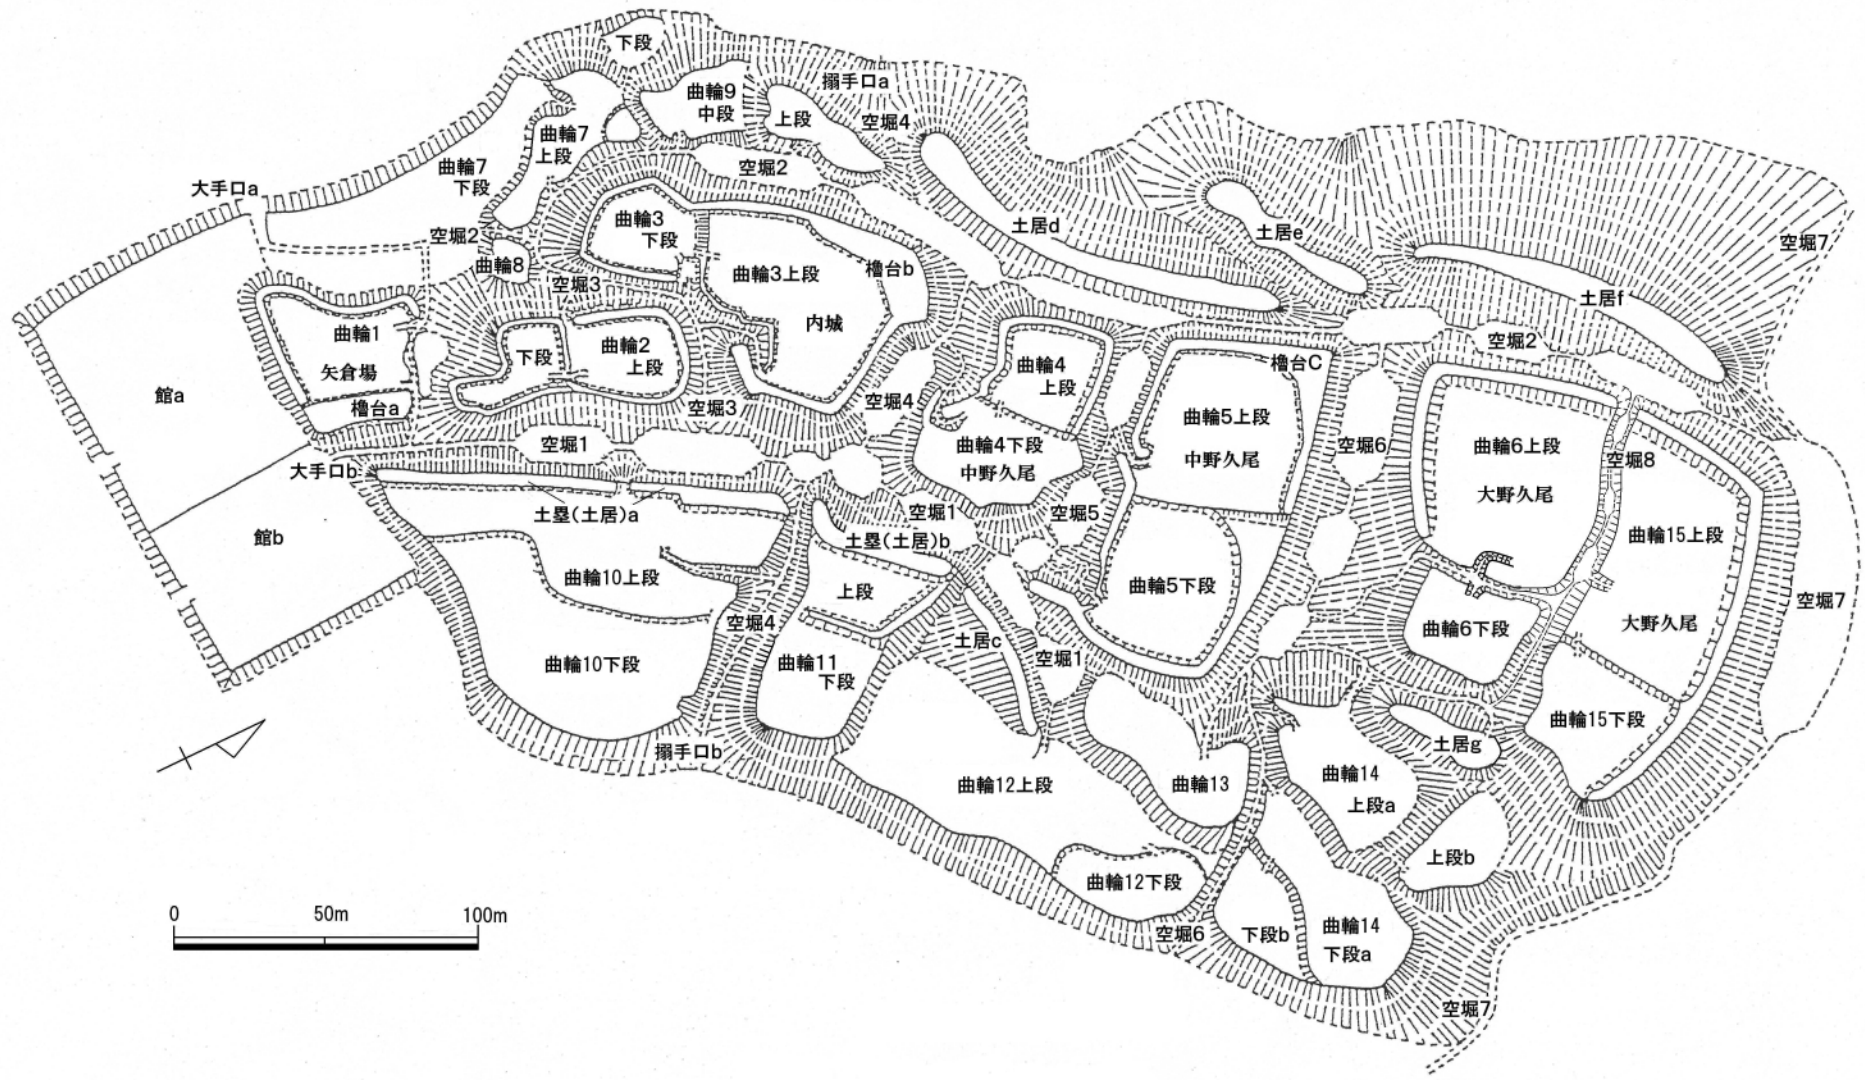 下段
搦手口a
曲輪9
中段
上段
空堀4
曲輪7
上段
曲輪7
下段
空堀2
大手口a
曲輪3
下段
土居d
土居e
空堀2
空堀7
曲輪8
曲輪3上段
櫓台b
空堀3
土居f
内城
曲輪1
矢倉場
下段
曲輪2
上段
空堀2
櫓台C
曲輪4
上段
館a
櫓台a
空堀3
空堀4
曲輪5上段
中野久尾
空堀1
曲輪4下段
中野久尾
空堀6
曲輪6上段
大野久尾
空堀8
大手口b
土塁(土居)a
空堀1
空堀5
館b
土塁(土居)b
曲輪15上段
大野久尾
曲輪10上段
上段
曲輪5下段
空堀7
空堀4
土居c
曲輪6下段
曲輪10下段
曲輪11
下段
空堀1
曲輪15下段
搦手口b
土居g
曲輪12上段
曲輪13
曲輪14
上段a
上段b
曲輪12下段
空堀6
下段b
曲輪14
下段a
空堀7
0 50m 100m